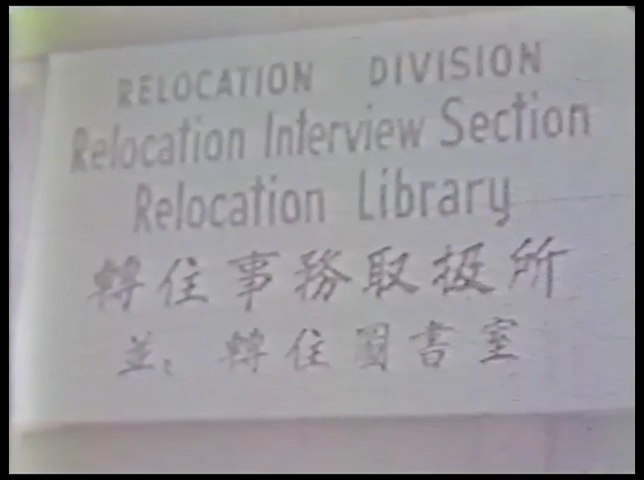 RELOCATION DIVISION
Relocation Interview Section
Relocation Library
轉住事務取扱所
並、轉住圖書室